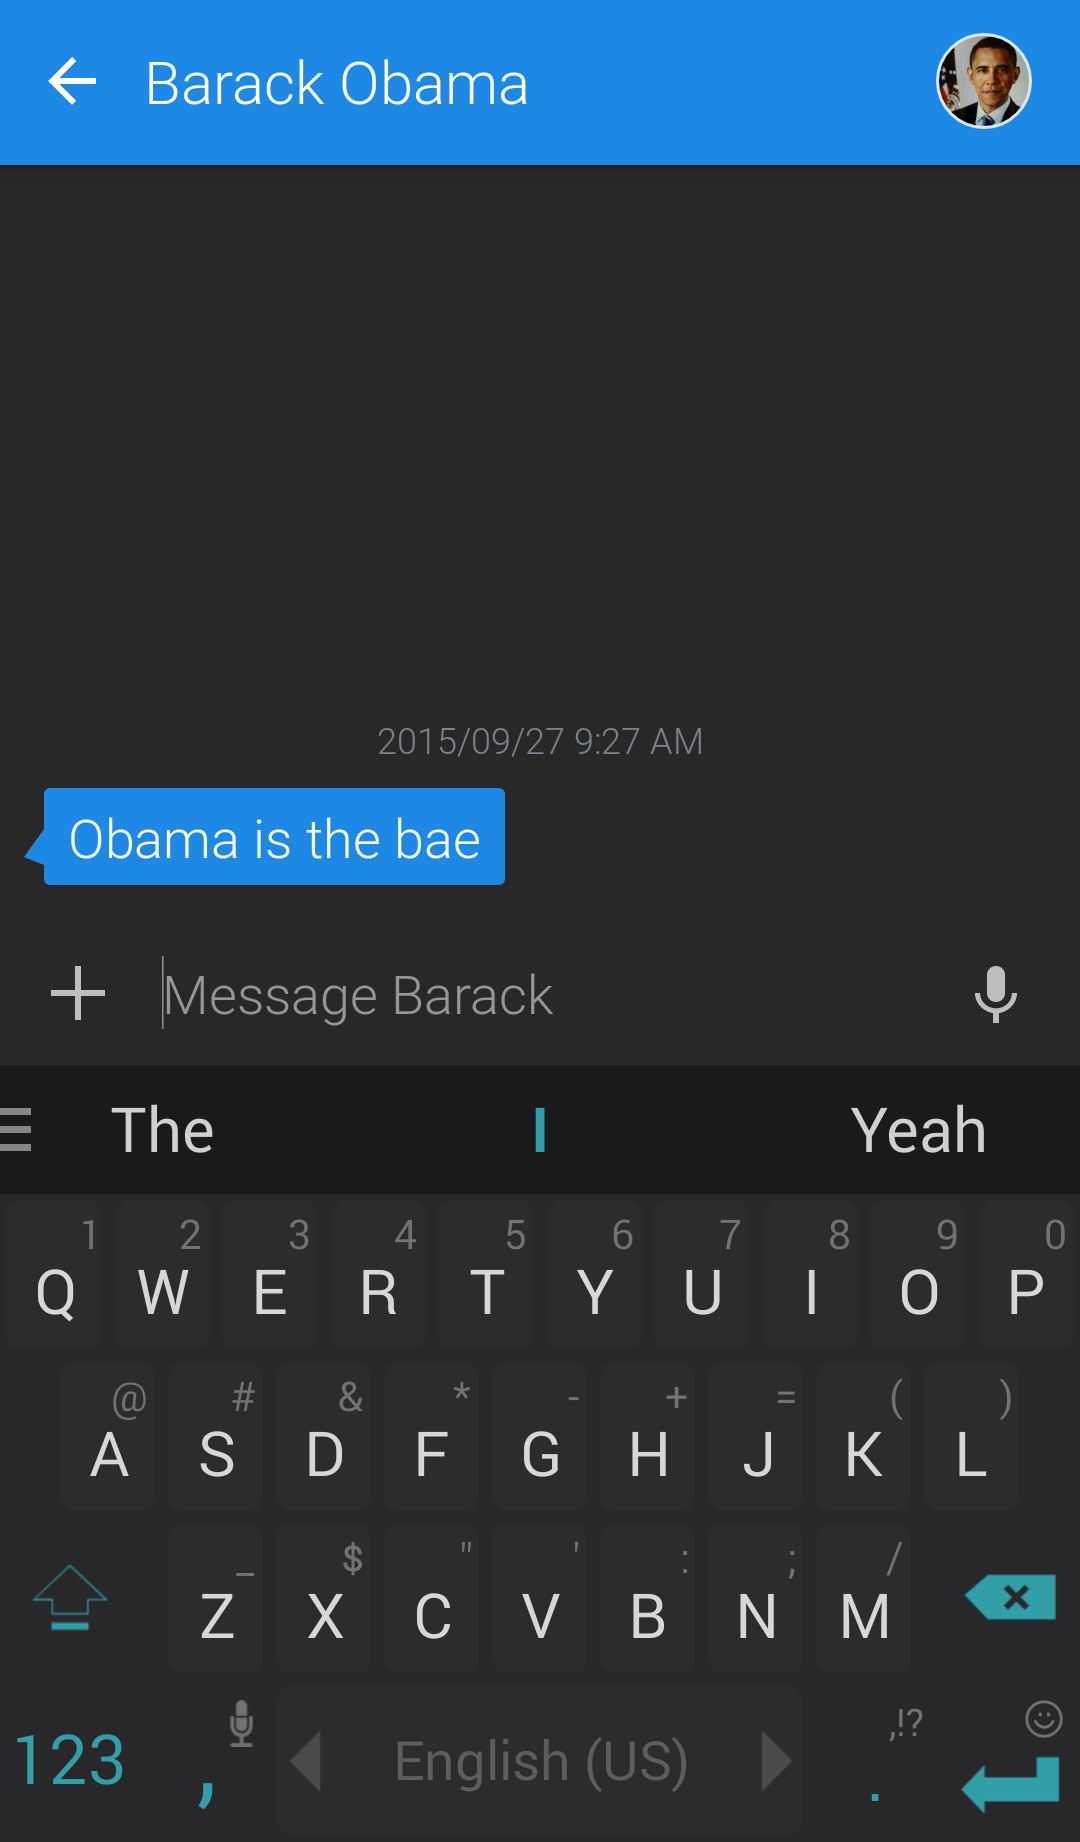 Barack Obama
2015/09/27 9:27 AM
Obama is the bae
Message Barack
The I Yeah
1 2 3 4 5 6 7 8 9 0
Q W E R T Y U I O P
@ # & * - + = ( )
A S D F G H J K L
_ $ " ' : ; /
Z X C V B N M
,!?
123 , English (US) .